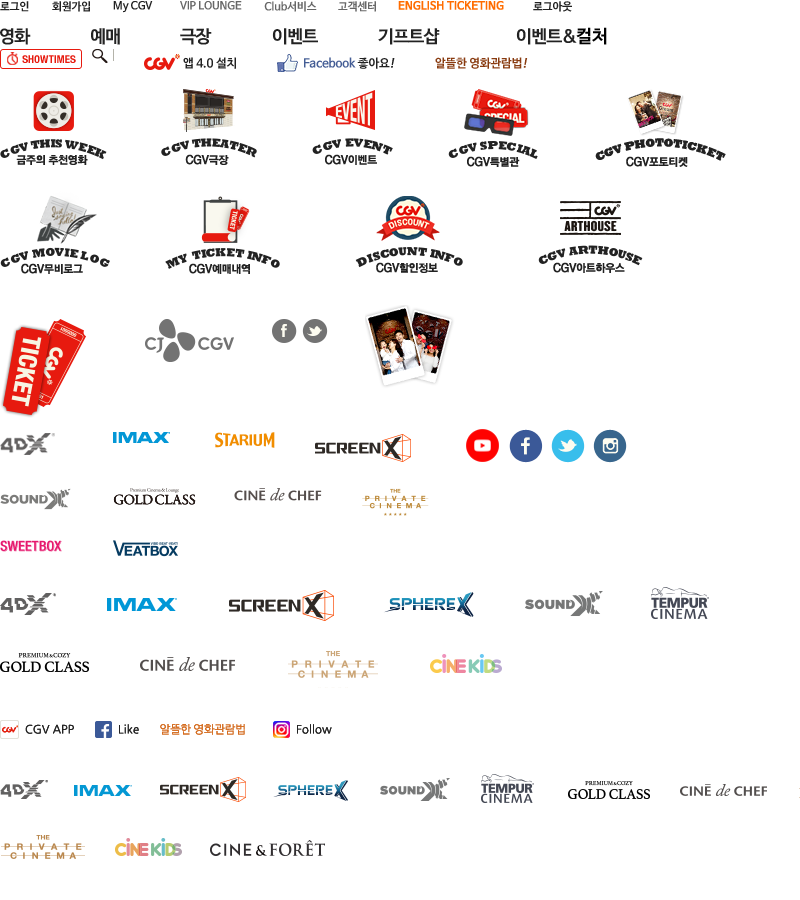 로그인 회원가입 My CGV VIP LOUNGE Club서비스 고객센터 ENGLISH TICKETING 로그아웃
영화 예매 극장 이벤트 기프트샵 이벤트&컬처
SHOWTIMES CGV 앱 4.0 설치 Facebook 좋아요! 알뜰한 영화관람법!
EVENT CGV SPECIAL
CGV THIS WEEK CGV THEATER CGV EVENT CGV SPECIAL CGV PHOTOTICKET
금주의 추천영화 CGV극장 CGV이벤트 CGV특별관 CGV포토티켓
TICKET CGV DISCOUNT CGV ARTHOUSE
CGV MOVIE LOG MY TICKET INFO DISCOUNT INFO CGV ARTHOUSE
CGV무비로그 CGV예매내역 CGV할인정보 CGV아트하우스
TICKET CGV CJ CGV
4DX IMAX STARIUM SCREENX
SOUNDX Premium Cinema & Lounge GOLD CLASS CINÉ de CHEF THE PRIVATE CINEMA
SWEETBOX VEATBOX
4DX IMAX SCREENX SPHEREX SOUNDX TEMPUR CINEMA
PREMIUM&COZY GOLD CLASS CINĒ de CHEF THE PRIVATE CINEMA CINE KIDS
CGV CGV APP Like 알뜰한 영화관람법 Follow
4DX IMAX SCREENX SPHEREX SOUNDX TEMPUR CINEMA PREMIUM&COZY GOLD CLASS CINĒ de CHEF
THE PRIVATE CINEMA CINE KIDS CINE & FORÊT